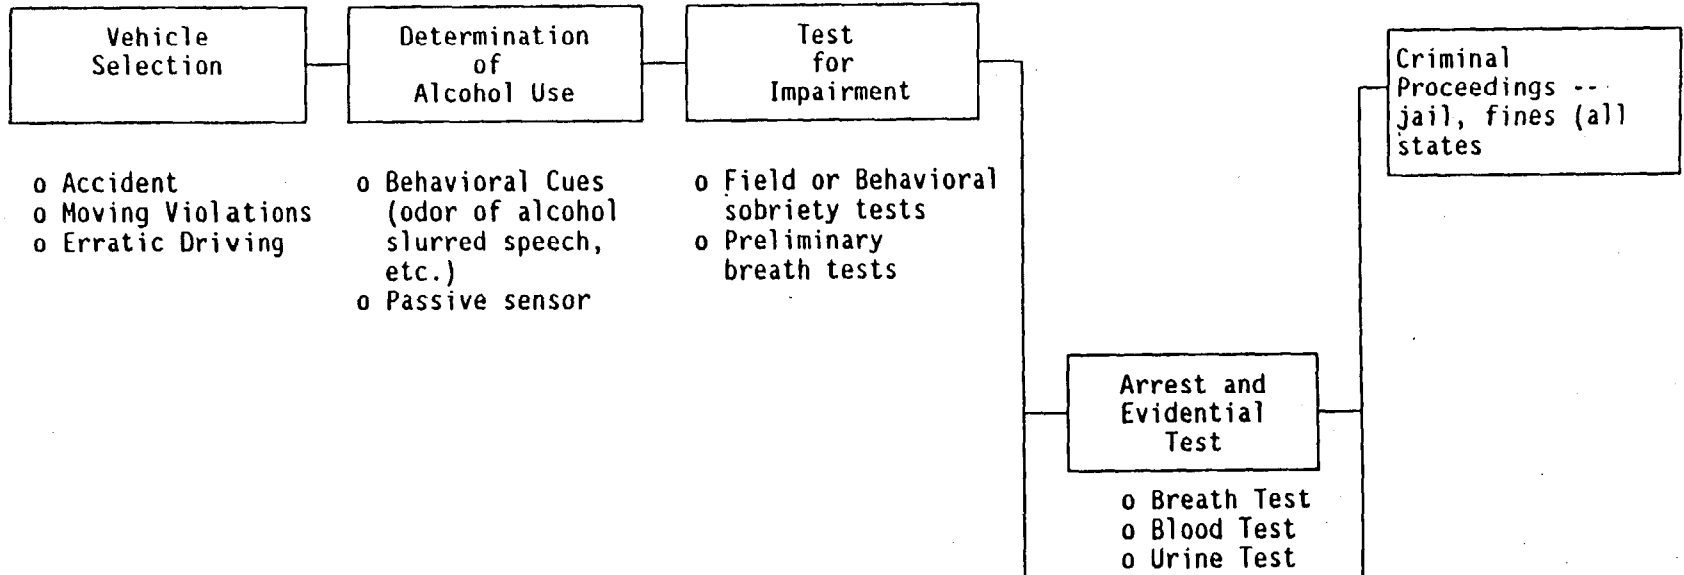 Vehicle
Selection
o Accident
o Moving Violations
o Erratic Driving
Determination
of
Alcohol Use
o Behavioral Cues
(odor of alcohol
slurred speech,
etc.)
o Passive sensor
Test
for
Impairment
o Field or Behavioral
sobriety tests
o Preliminary
breath tests
Arrest and
Evidential
Test
o Breath Test
o Blood Test
o Urine Test
Criminal
Proceedings --
jail, fines (all
states